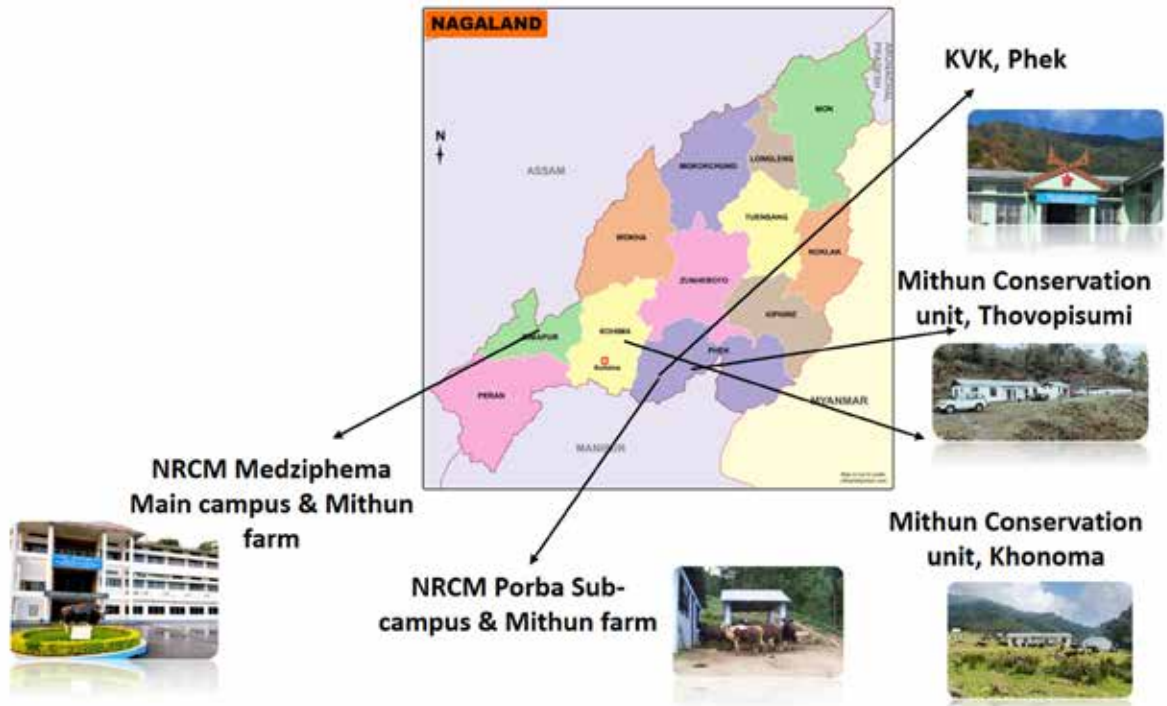 NAGALAND
KVK, Phek
N
ASSAM
MON
MOKOKCHUNG
LONGLENG
TUENSANG
WOKHA
NOKLAK
ZUNHEBOTO
KIPHIRE
DIMAPUR
KOHIMA
Kohima
PHEK
PEREN
MYANMAR
MANIPUR
Mithun Conservation
unit, Thovopisumi
NRCM Medziphema
Main campus & Mithun
farm
NRCM Porba Sub-
campus & Mithun farm
Mithun Conservation
unit, Khonoma